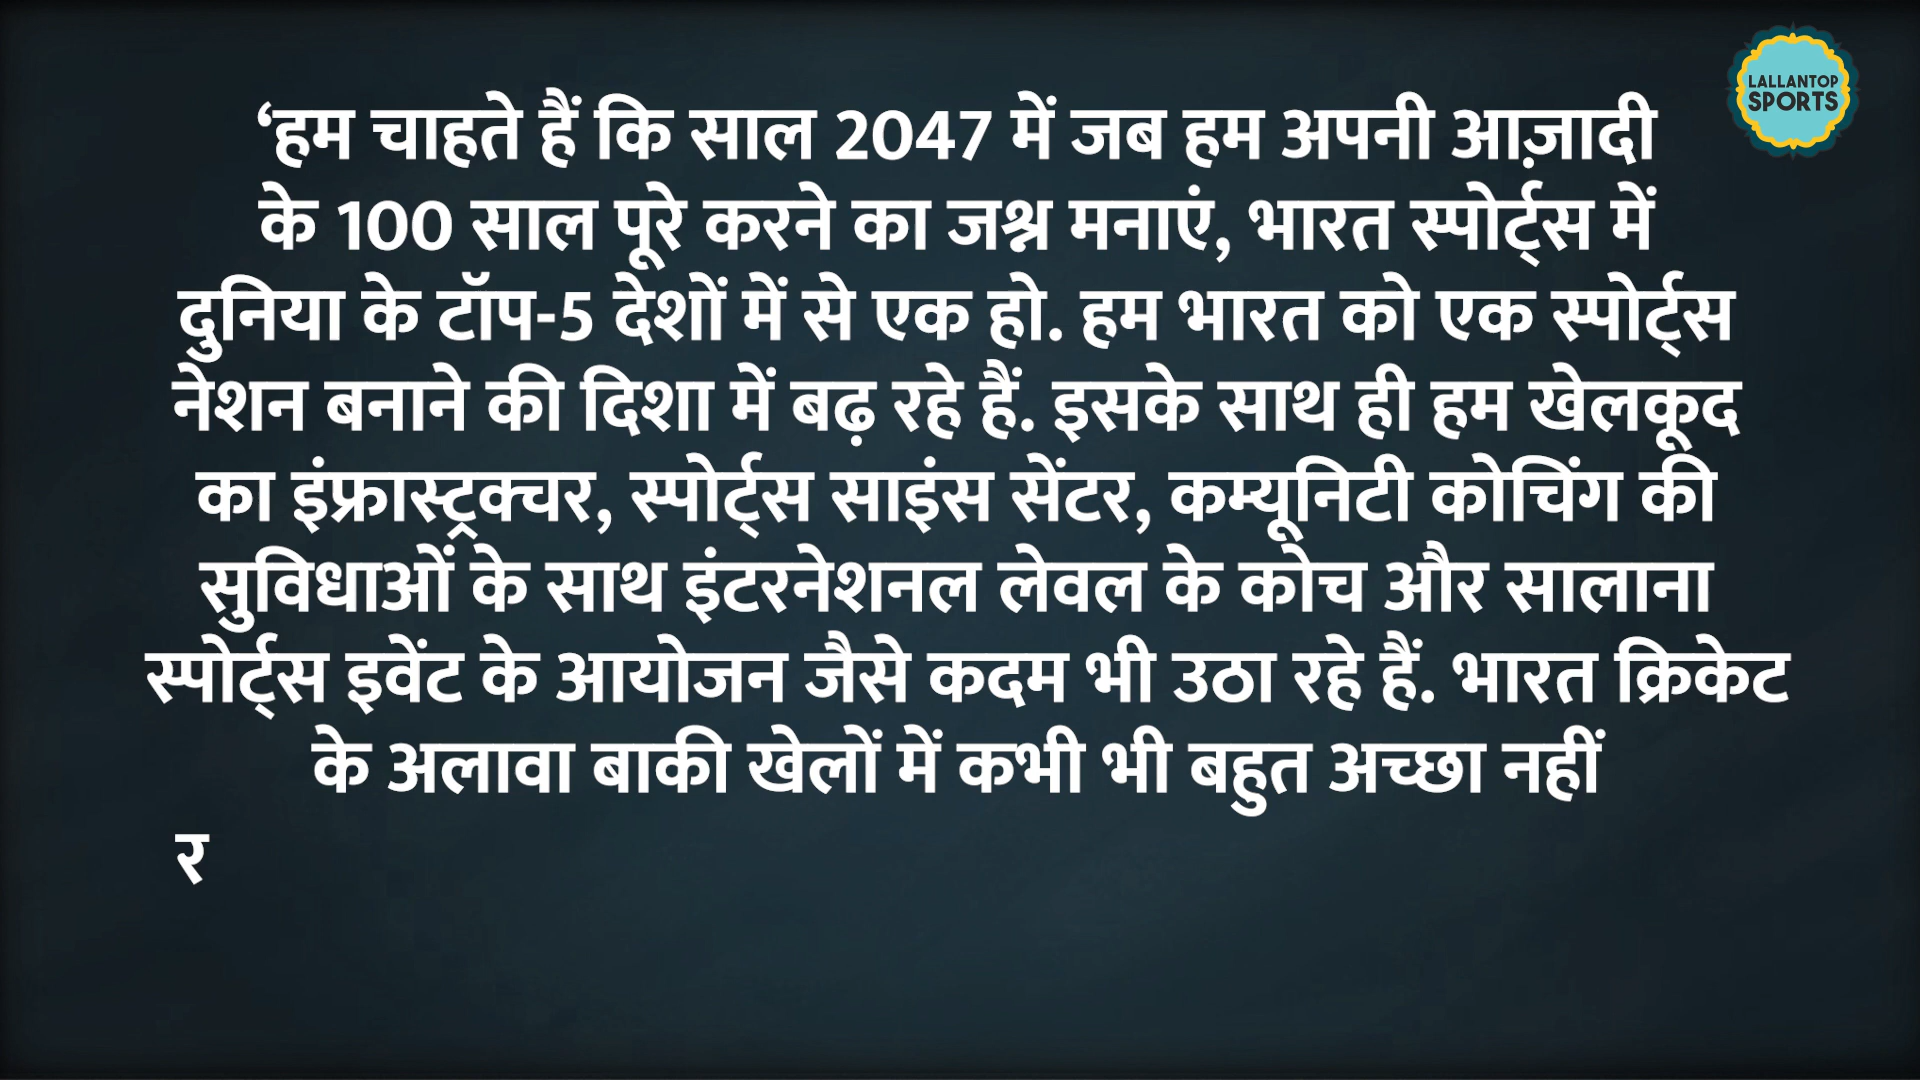 ‘हम चाहते हैं कि साल 2047 में जब हम अपनी आज़ादी
के 100 साल पूरे करने का जश्न मनाएं, भारत स्पोर्ट्स में
दुनिया के टॉप-5 देशों में से एक हो. हम भारत को एक स्पोर्ट्स
नेशन बनाने की दिशा में बढ़ रहे हैं. इसके साथ ही हम खेलकूद
का इंफ्रास्ट्रक्चर, स्पोर्ट्स साइंस सेंटर, कम्यूनिटी कोचिंग की
सुविधाओं के साथ इंटरनेशनल लेवल के कोच और सालाना
स्पोर्ट्स इवेंट के आयोजन जैसे कदम भी उठा रहे हैं. भारत क्रिकेट
के अलावा बाकी खेलों में कभी भी बहुत अच्छा नहीं
र
LALLANTOP
SPORTS